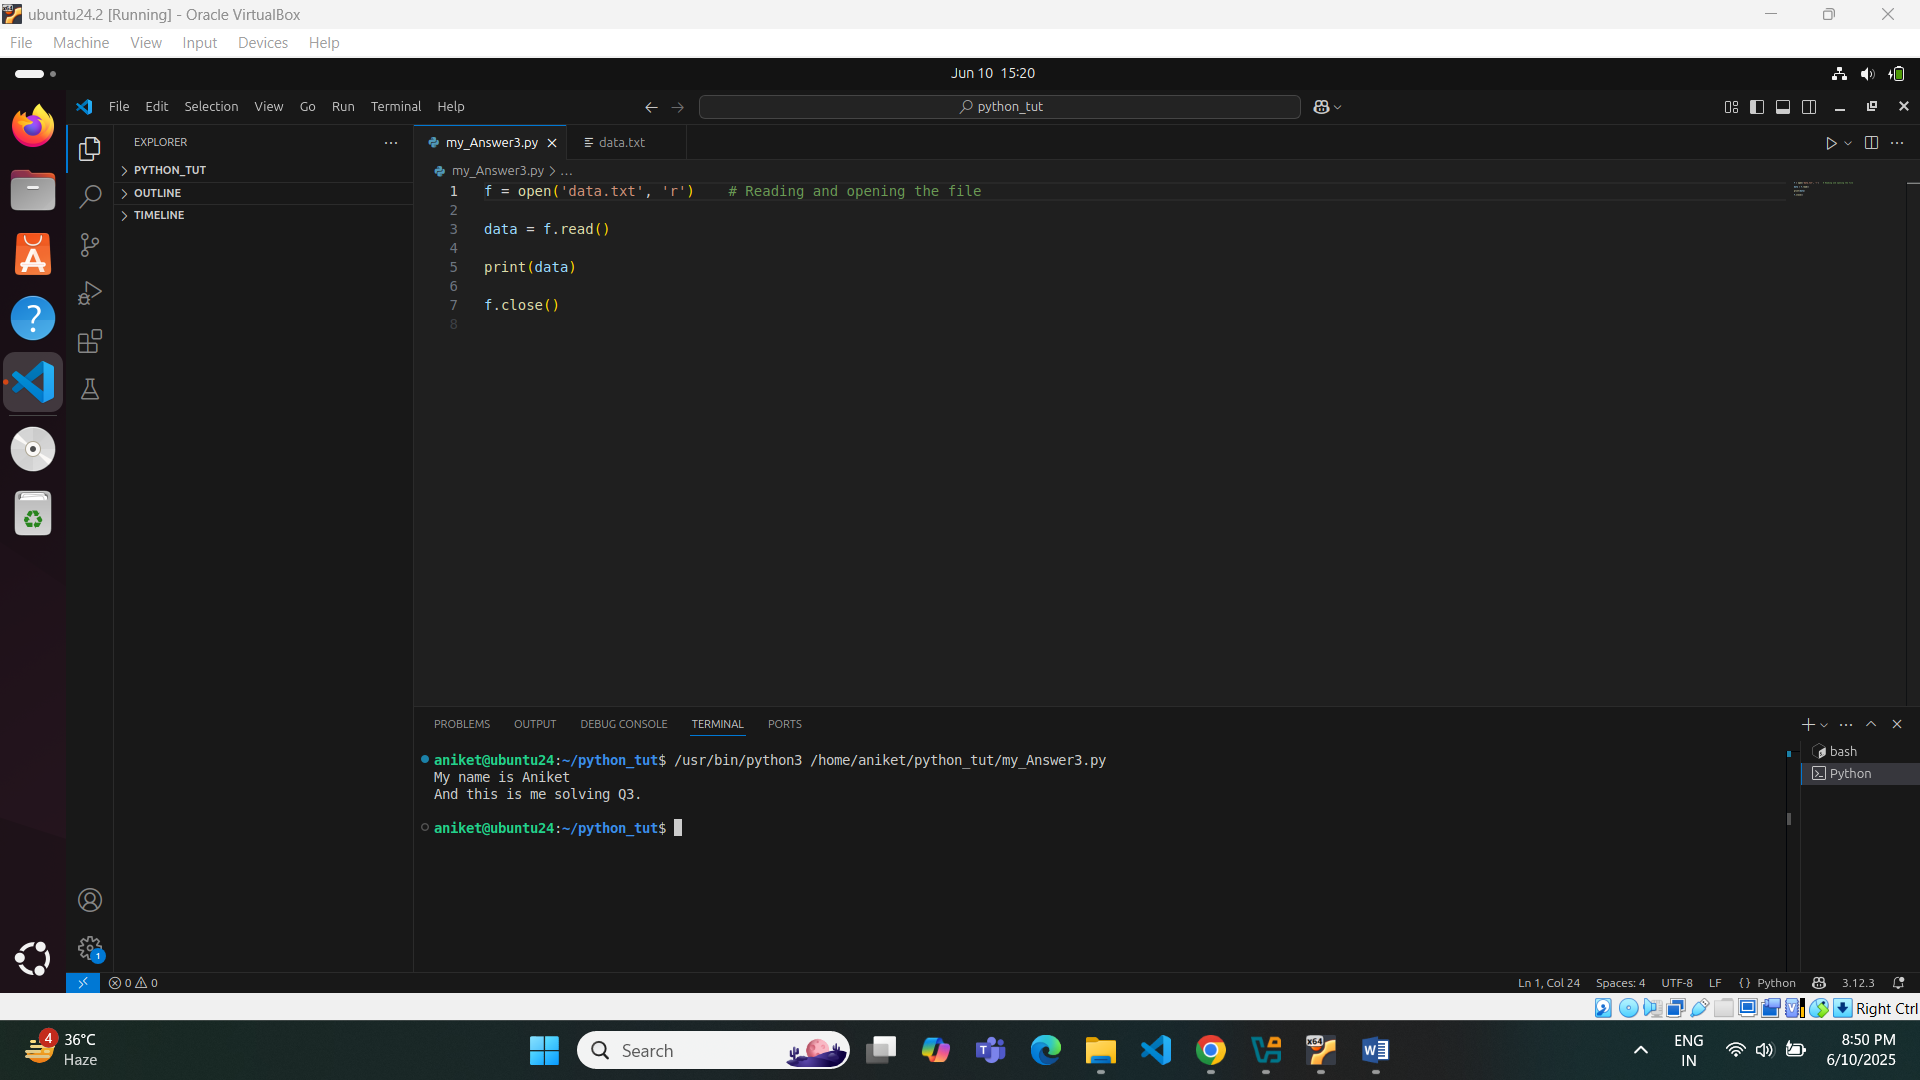 ubuntu24.2 [Running] - Oracle VirtualBox
File Machine View Input Devices Help
Jun 10 15:20
File Edit Selection View Go Run Terminal Help
python_tut
EXPLORER
PYTHON_TUT
OUTLINE
TIMELINE
my_Answer3.py
data.txt
my_Answer3.py > ...
1 f = open('data.txt', 'r') # Reading and opening the file
2
3 data = f.read()
4
5 print(data)
6
7 f.close()
8
PROBLEMS OUTPUT DEBUG CONSOLE TERMINAL PORTS
aniket@ubuntu24:~/python_tut$ /usr/bin/python3 /home/aniket/python_tut/my_Answer3.py
My name is Aniket
And this is me solving Q3.
aniket@ubuntu24:~/python_tut$
bash
Python
1
0 0
Ln 1, Col 24 Spaces: 4 UTF-8 LF {} Python 3.12.3
Right Ctrl
4
36°C
Haze
Search
ENG
IN
8:50 PM
6/10/2025